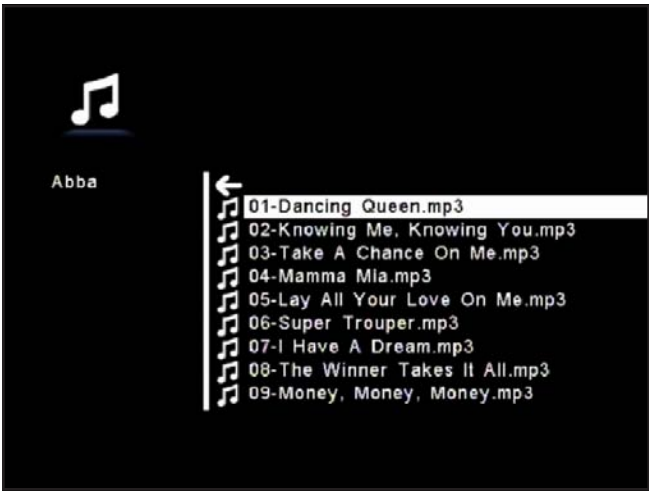 Abba
01-Dancing Queen.mp3
02-Knowing Me, Knowing You.mp3
03-Take A Chance On Me.mp3
04-Mamma Mia.mp3
05-Lay All Your Love On Me.mp3
06-Super Trouper.mp3
07-I Have A Dream.mp3
08-The Winner Takes It All.mp3
09-Money, Money, Money.mp3